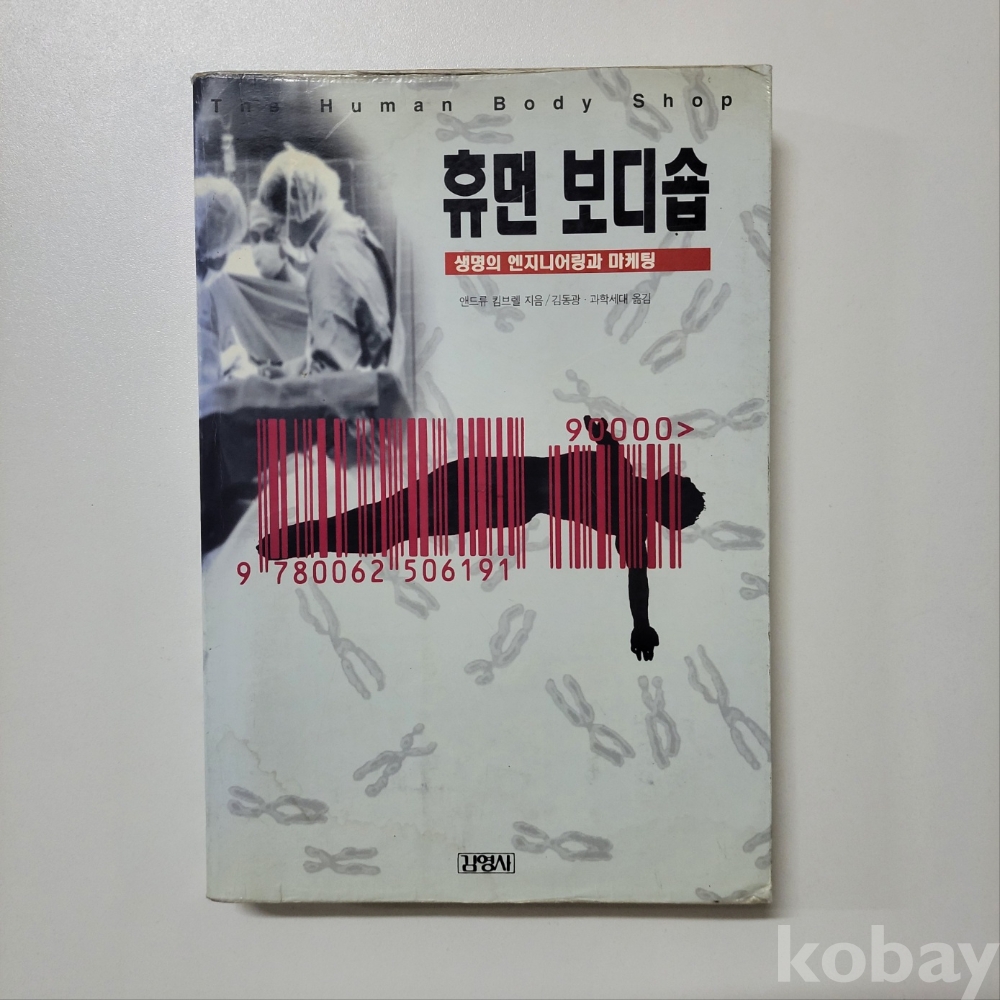 The Human Body Shop
휴먼 보디숍
생명의 엔지니어링과 마케팅
앤드류 킴브렐 지음 / 김동광 · 과학세대 옮김
90000>
9 780062 506191
김영사
kobay